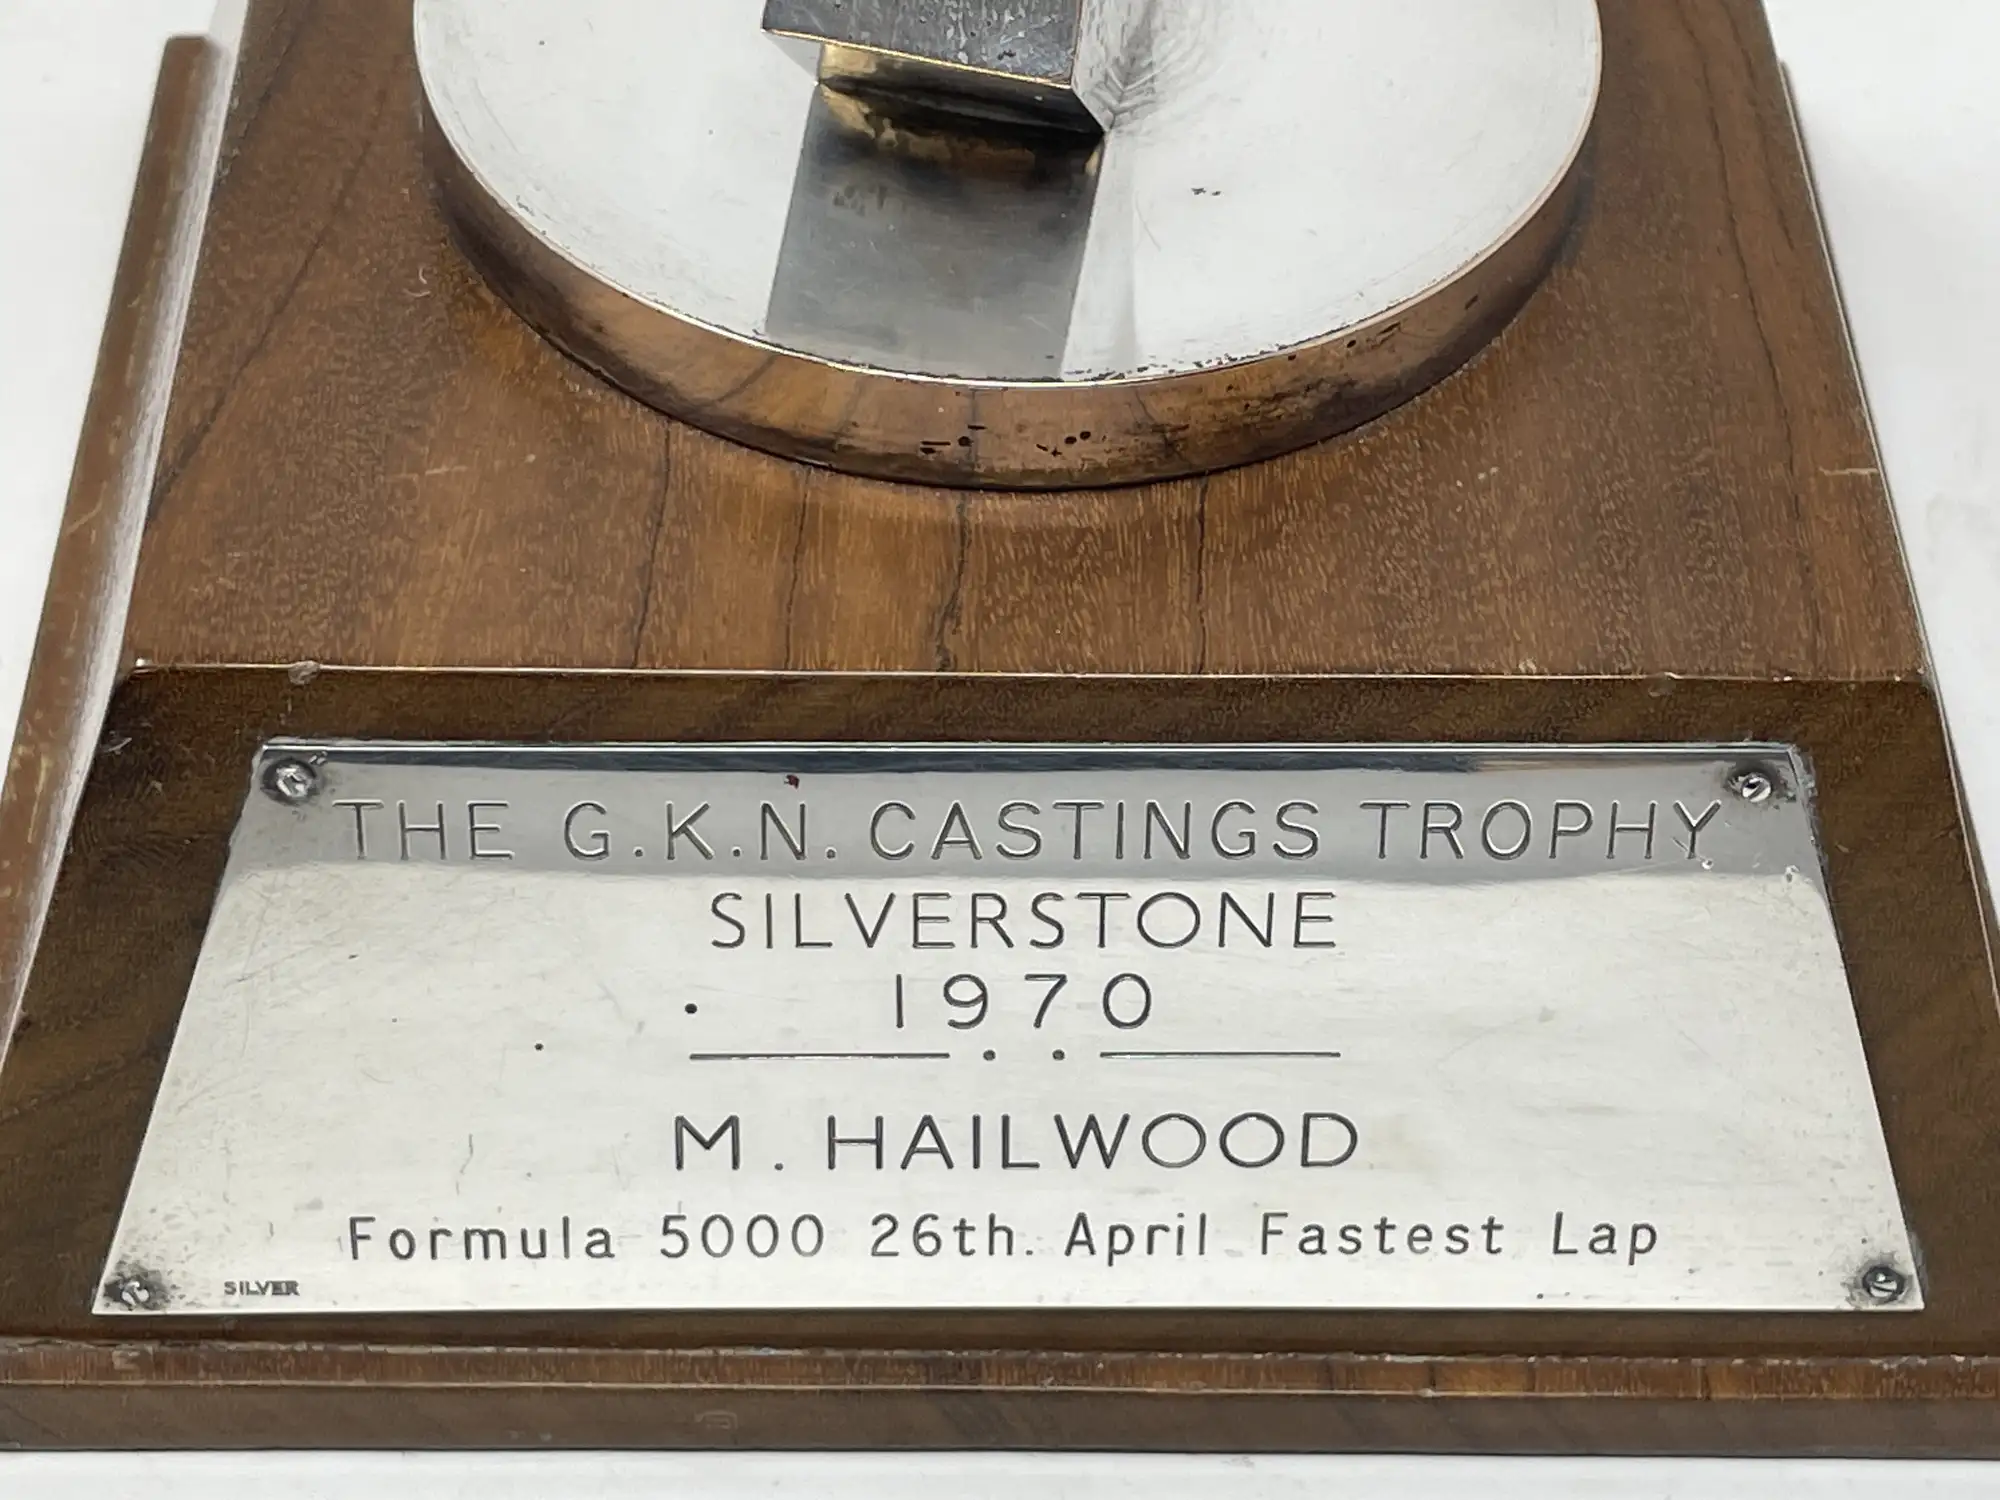 THE G.K.N. CASTINGS TROPHY
SILVERSTONE
1970
M. HAILWOOD
Formula 5000 26th. April Fastest Lap
SILVER